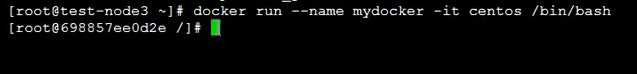 [root@test-node3 ~]# docker run --name mydocker -it centos /bin/bash
[root@698857ee0d2e /]#